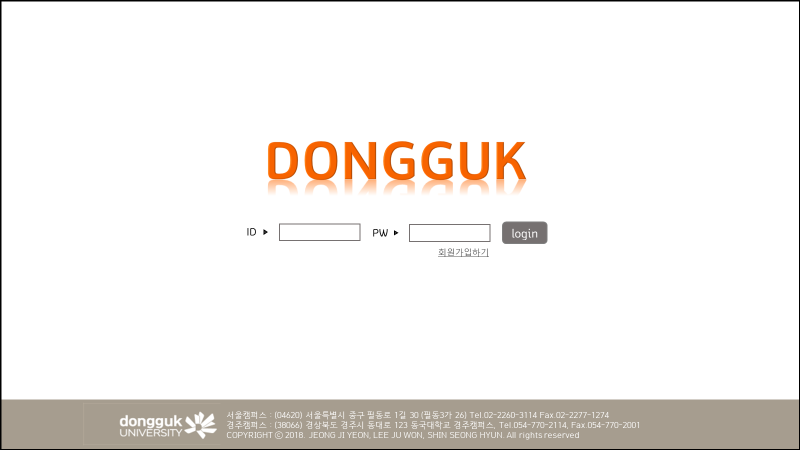 DONGGUK
ID
PW
login
회원가입하기
dongguk
UNIVERSITY
서울캠퍼스 : (04620) 서울특별시 중구 필동로 1길 30 (필동3가 26) Tel.02-2260-3114 Fax.02-2277-1274
경주캠퍼스 : (38066) 경상북도 경주시 동대로 123 동국대학교 경주캠퍼스, Tel.054-770-2114, Fax.054-770-2001
COPYRIGHT ⓒ 2018. JEONG JI YEON, LEE JU WON, SHIN SEONG HYUN. All rights reserved